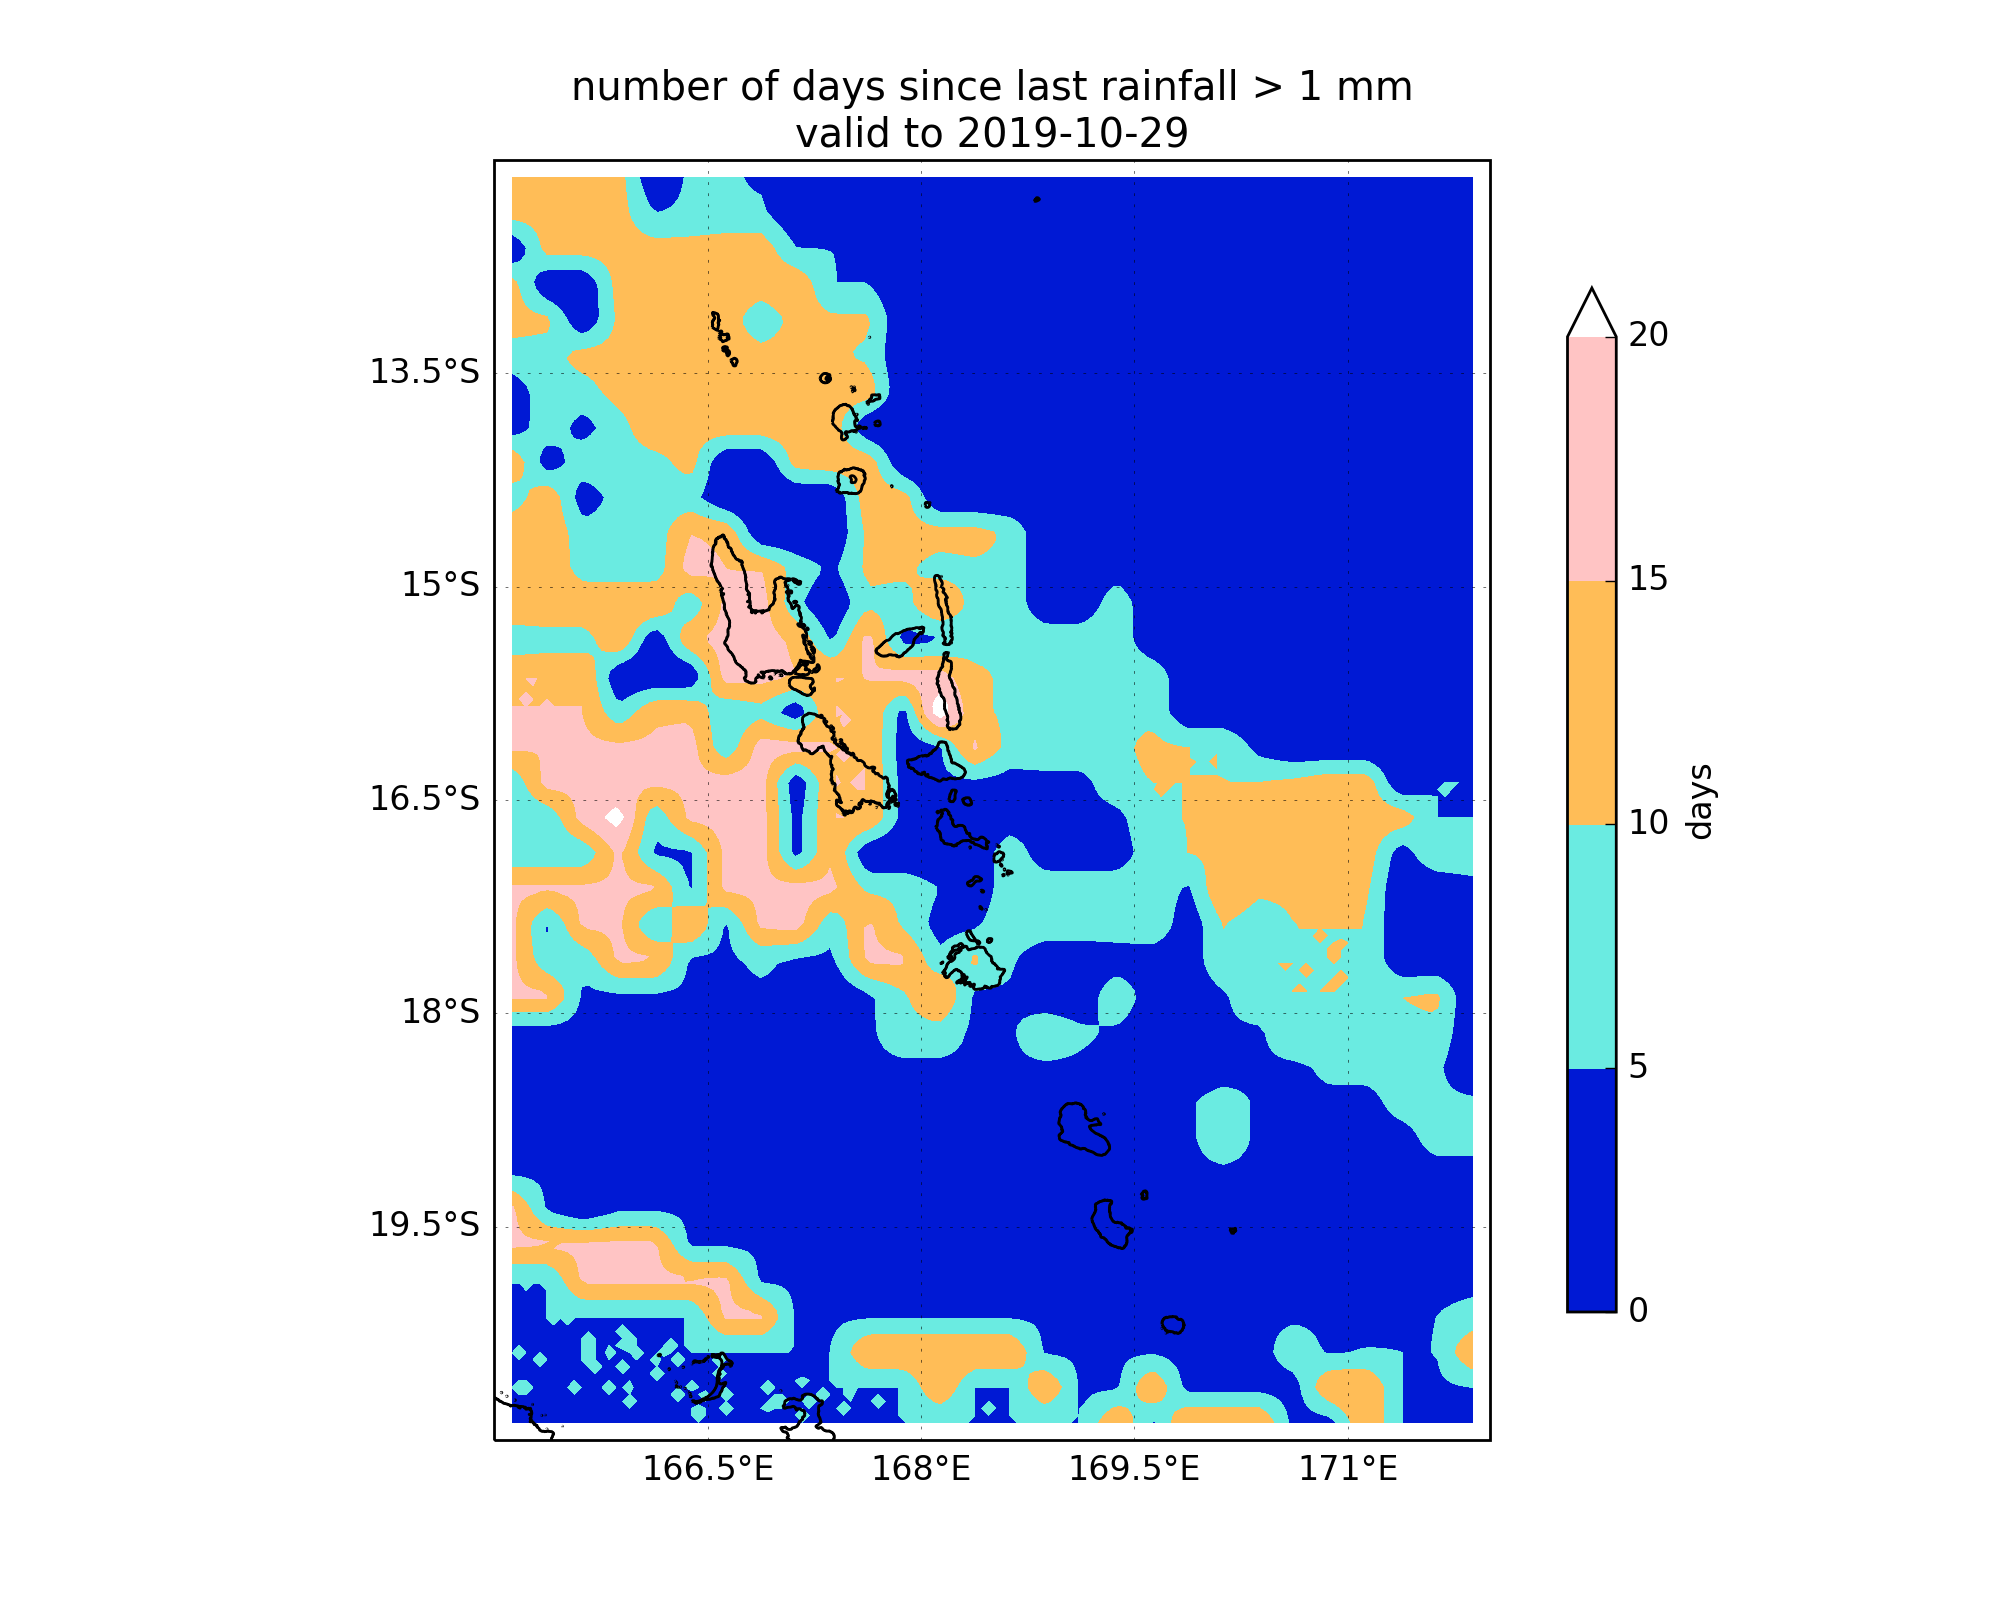 number of days since last rainfall > 1 mm
valid to 2019-10-29
13.5°S
15°S
16.5°S
18°S
19.5°S
166.5°E
168°E
169.5°E
171°E
20
15
10
5
0
days